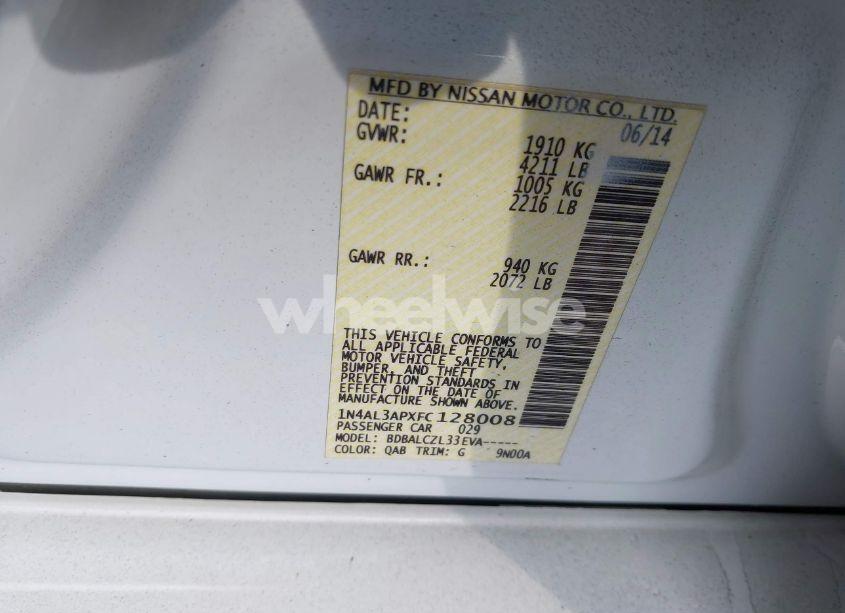 MFD BY NISSAN MOTOR CO., LTD.
DATE: 06/14
GVWR: 1910 KG
4211 LB
GAWR FR.: 1005 KG
2216 LB
GAWR RR.: 940 KG
2072 LB
wheelwise
THIS VEHICLE CONFORMS TO
ALL APPLICABLE FEDERAL
MOTOR VEHICLE SAFETY,
BUMPER, AND THEFT
PREVENTION STANDARDS IN
EFFECT ON THE DATE OF
MANUFACTURE SHOWN ABOVE.
1N4AL3APXFC128008
PASSENGER CAR 029
MODEL: BDBALCZL33EVA-----
COLOR: QAB TRIM: G 9N00A